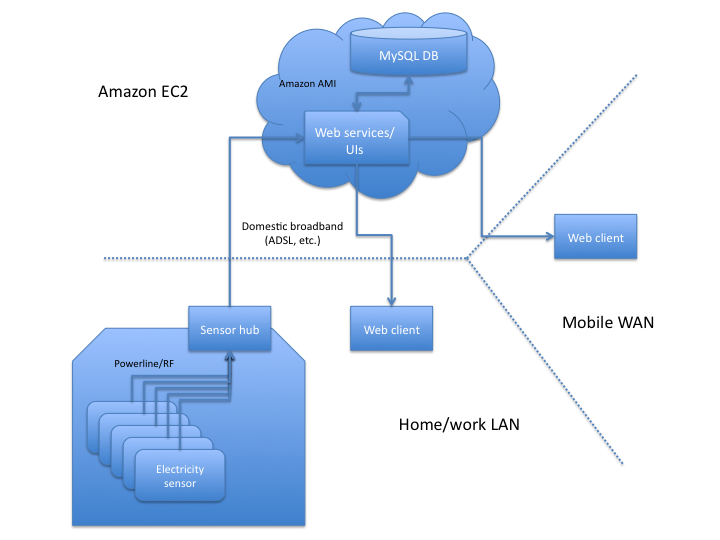 MySQL DB
Amazon AMI
Amazon EC2
Web services/
UIs
Domestic broadband
(ADSL, etc.)
Web client
Sensor hub
Web client
Mobile WAN
Powerline/RF
Home/work LAN
Electricity
sensor